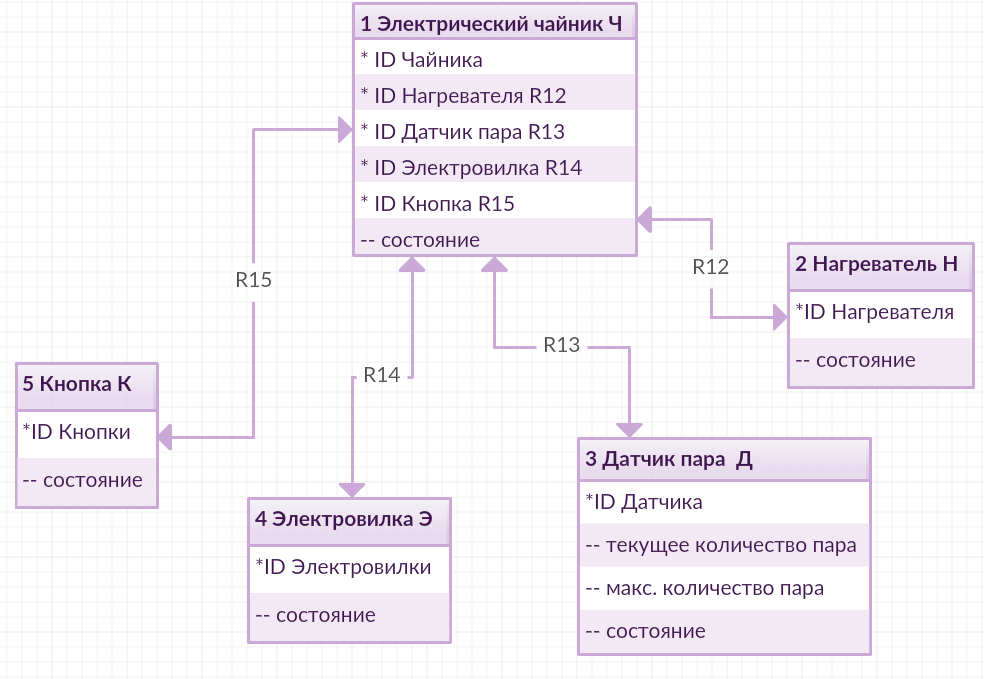 1 Электрический чайник Ч
* ID Чайника
* ID Нагревателя R12
* ID Датчик пара R13
* ID Электровилка R14
* ID Кнопка R15
-- состояние
R15
R12
R14
R13
2 Нагреватель Н
*ID Нагревателя
-- состояние
5 Кнопка К
*ID Кнопки
-- состояние
4 Электровилка Э
*ID Электровилки
-- состояние
3 Датчик пара Д
*ID Датчика
-- текущее количество пара
-- макс. количество пара
-- состояние